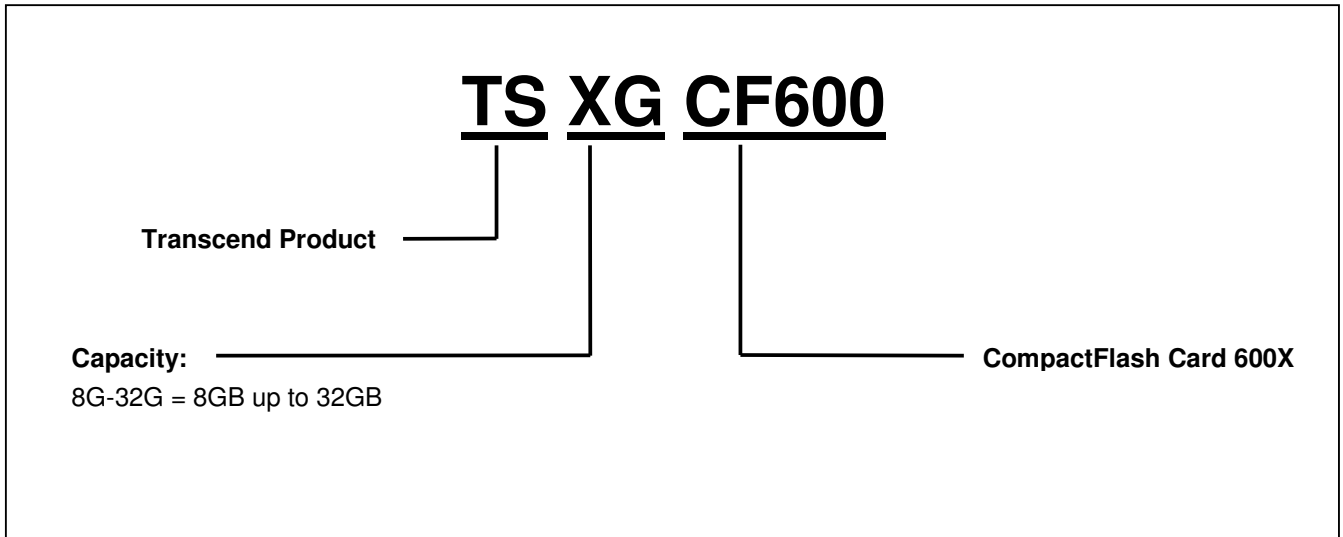 TS XG CF600
Transcend Product
Capacity:
8G-32G = 8GB up to 32GB
CompactFlash Card 600X